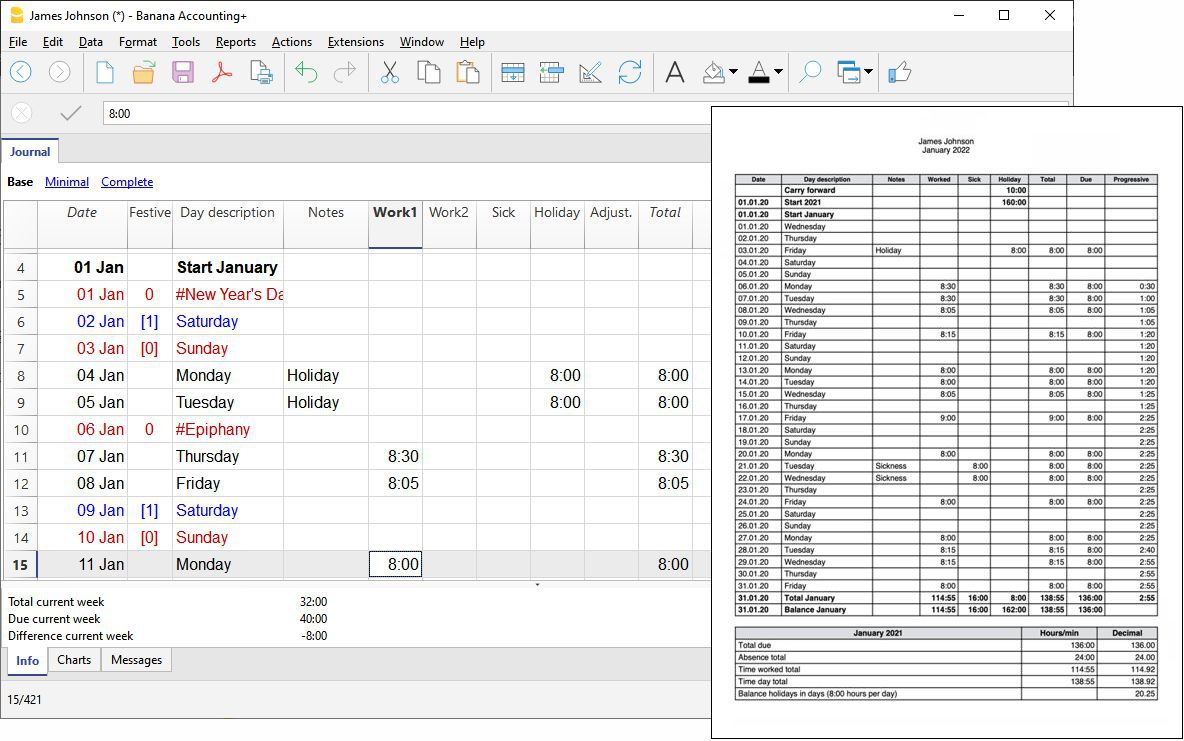 James Johnson (*) - Banana Accounting+
File Edit Data Format Tools Reports Actions Extensions Window Help
8:00
Journal
Base Minimal Complete
Date Festive Day description Notes Work1 Work2 Sick Holiday Adjust. Total
4 01 Jan Start January
5 01 Jan 0 #New Year's Da
6 02 Jan [1] Saturday
7 03 Jan [0] Sunday
8 04 Jan Monday Holiday 8:00 8:00
9 05 Jan Tuesday Holiday 8:00 8:00
10 06 Jan 0 #Epiphany
11 07 Jan Thursday 8:30 8:30
12 08 Jan Friday 8:05 8:05
13 09 Jan [1] Saturday
14 10 Jan [0] Sunday
15 11 Jan Monday 8:00 8:00
Total current week 32:00
Due current week 40:00
Difference current week -8:00
Info Charts Messages
15/421
James Johnson
January 2022
Date Day description Notes Worked Sick Holiday Total Due Progressive
Carry forward 10:00
01.01.20 Start 2021 160:00
01.01.20 Start January
01.01.20 Wednesday
02.01.20 Thursday
03.01.20 Friday Holiday 8:00 8:00 8:00
04.01.20 Saturday
05.01.20 Sunday
06.01.20 Monday 8:30 8:30 8:00 0:30
07.01.20 Tuesday 8:30 8:30 8:00 1:00
08.01.20 Wednesday 8:05 8:05 8:00 1:05
09.01.20 Thursday 1:05
10.01.20 Friday 8:15 8:15 8:00 1:20
11.01.20 Saturday 1:20
12.01.20 Sunday 1:20
13.01.20 Monday 8:00 8:00 8:00 1:20
14.01.20 Tuesday 8:00 8:00 8:00 1:20
15.01.20 Wednesday 8:05 8:05 8:00 1:25
16.01.20 Thursday 1:25
17.01.20 Friday 9:00 9:00 8:00 2:25
18.01.20 Saturday 2:25
19.01.20 Sunday 2:25
20.01.20 Monday 8:00 8:00 8:00 2:25
21.01.20 Tuesday Sickness 8:00 8:00 8:00 2:25
22.01.20 Wednesday Sickness 8:00 8:00 8:00 2:25
23.01.20 Thursday 2:25
24.01.20 Friday 8:00 8:00 8:00 2:25
25.01.20 Saturday 2:25
26.01.20 Sunday 2:25
27.01.20 Monday 8:00 8:00 8:00 2:25
28.01.20 Tuesday 8:15 8:15 8:00 2:40
29.01.20 Wednesday 8:15 8:15 8:00 2:55
30.01.20 Thursday 2:55
31.01.20 Friday 8:00 8:00 8:00 2:55
31.01.20 Total January 114:55 16:00 8:00 138:55 136:00 2:55
31.01.20 Balance January 114:55 16:00 162:00 138:55 136:00
January 2021 Hours/min Decimal
Total due 136:00 136.00
Absence total 24:00 24.00
Time worked total 114:55 114.92
Time day total 138:55 138.92
Balance holidays in days (8:00 hours per day) 20.25